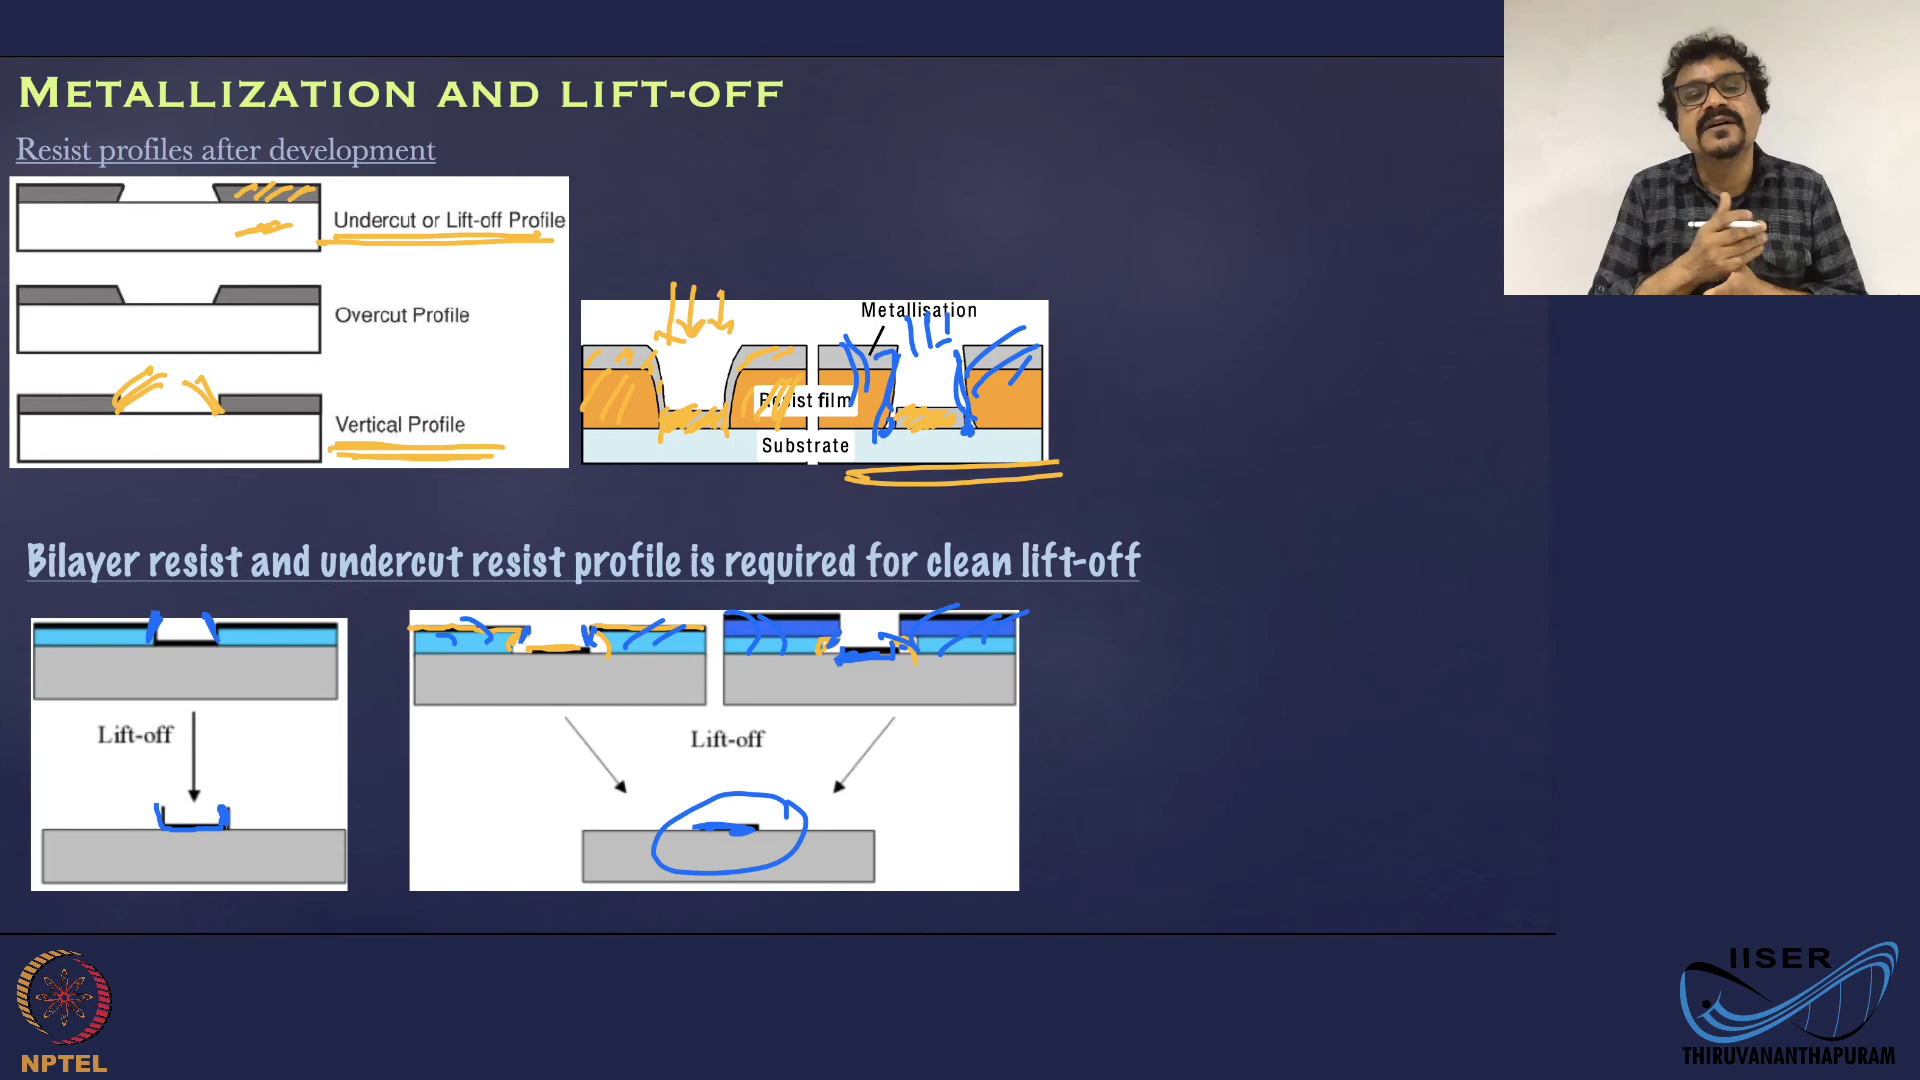 METALLIZATION AND LIFT-OFF
Resist profiles after development
Undercut or Lift-off Profile
Overcut Profile
Vertical Profile
Metallisation
Resist film
Substrate
Bilayer resist and undercut resist profile is required for clean lift-off
Lift-off
Lift-off
NPTEL
IISER
THIRUVANANTHAPURAM